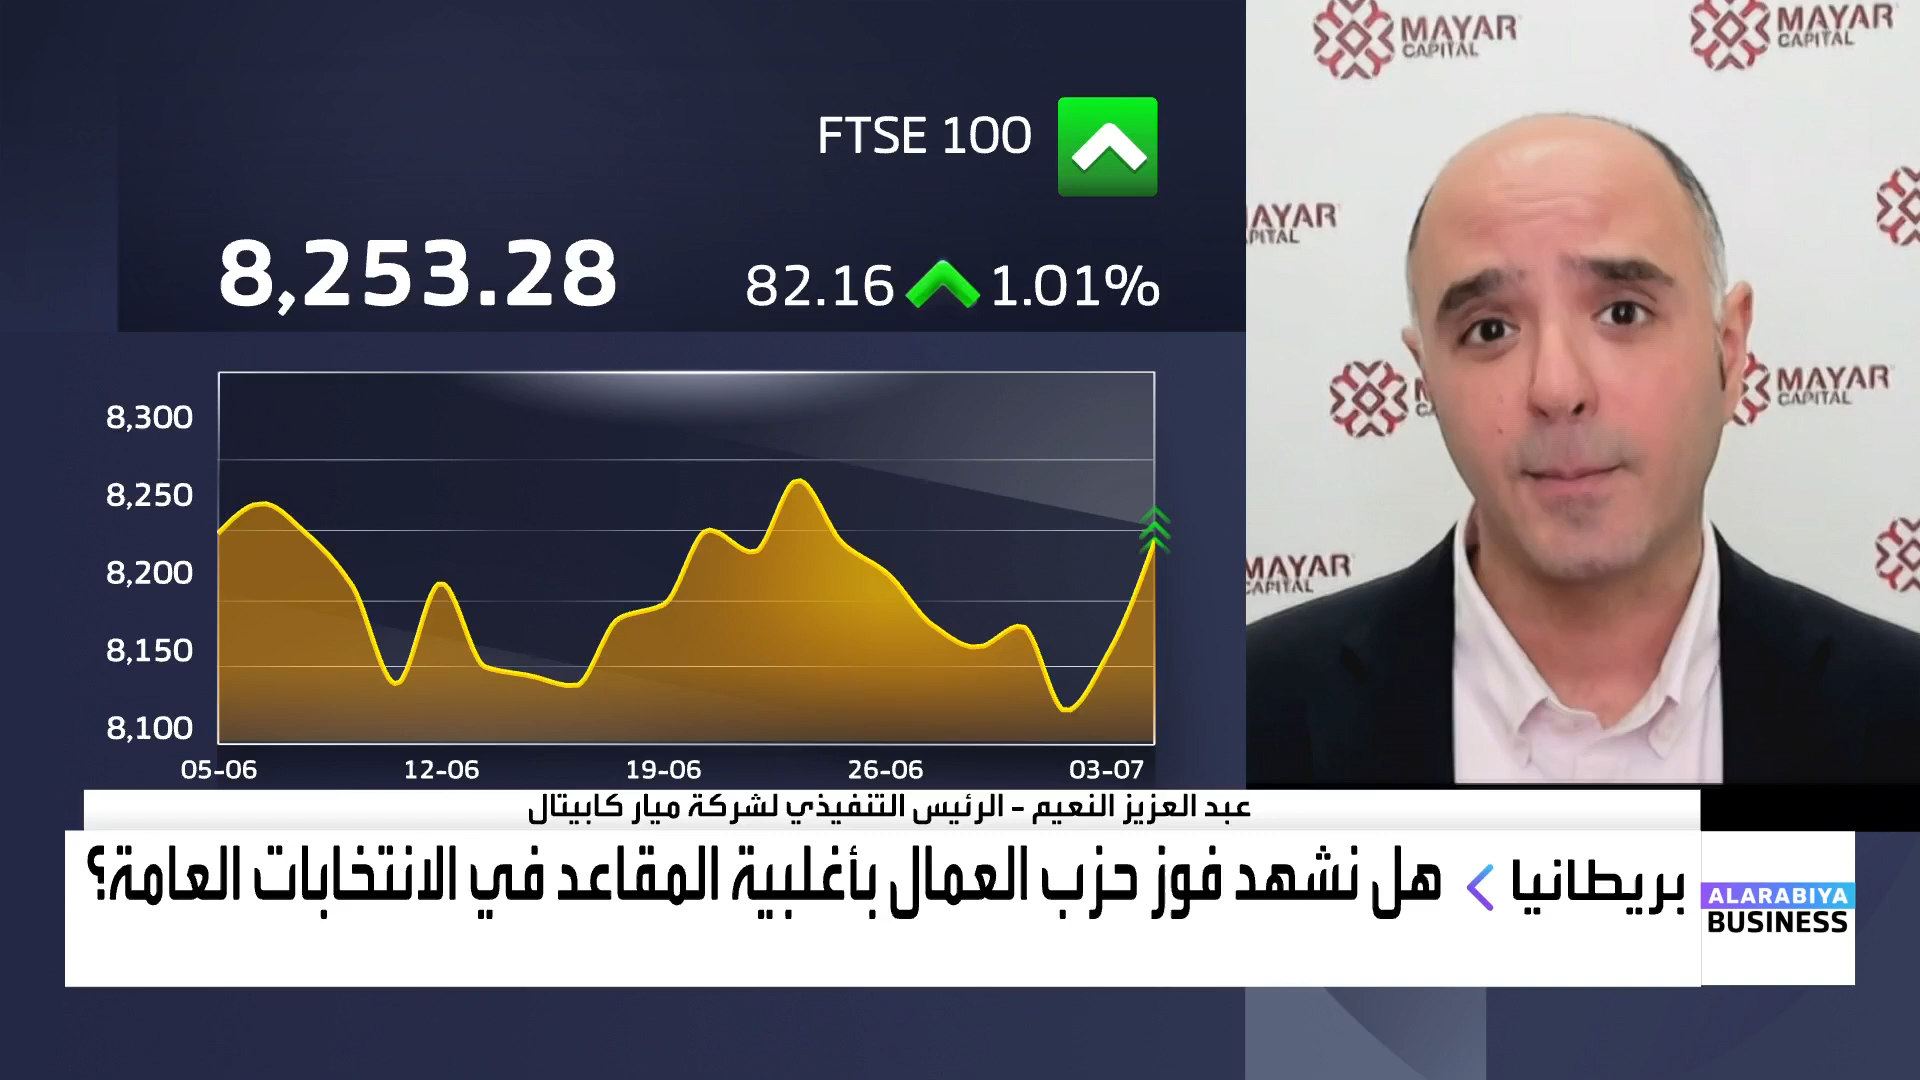 FTSE 100
8,253.28
82.16 1.01%
8,300
8,250
8,200
8,150
8,100
05-06 12-06 19-06 26-06 03-07
MAYAR CAPITAL
MAYAR CAPITAL
AYAR
PITAL
MAYAR CAPITAL
MAYAR
CAPITAL
عبد العزيز النعيم - الرئيس التنفيذي لشركة ميار كابيتال
بريطانيا هل نشهد فوز حزب العمال بأغلبية المقاعد في الانتخابات العامة؟
ALARABIYA
BUSINESS